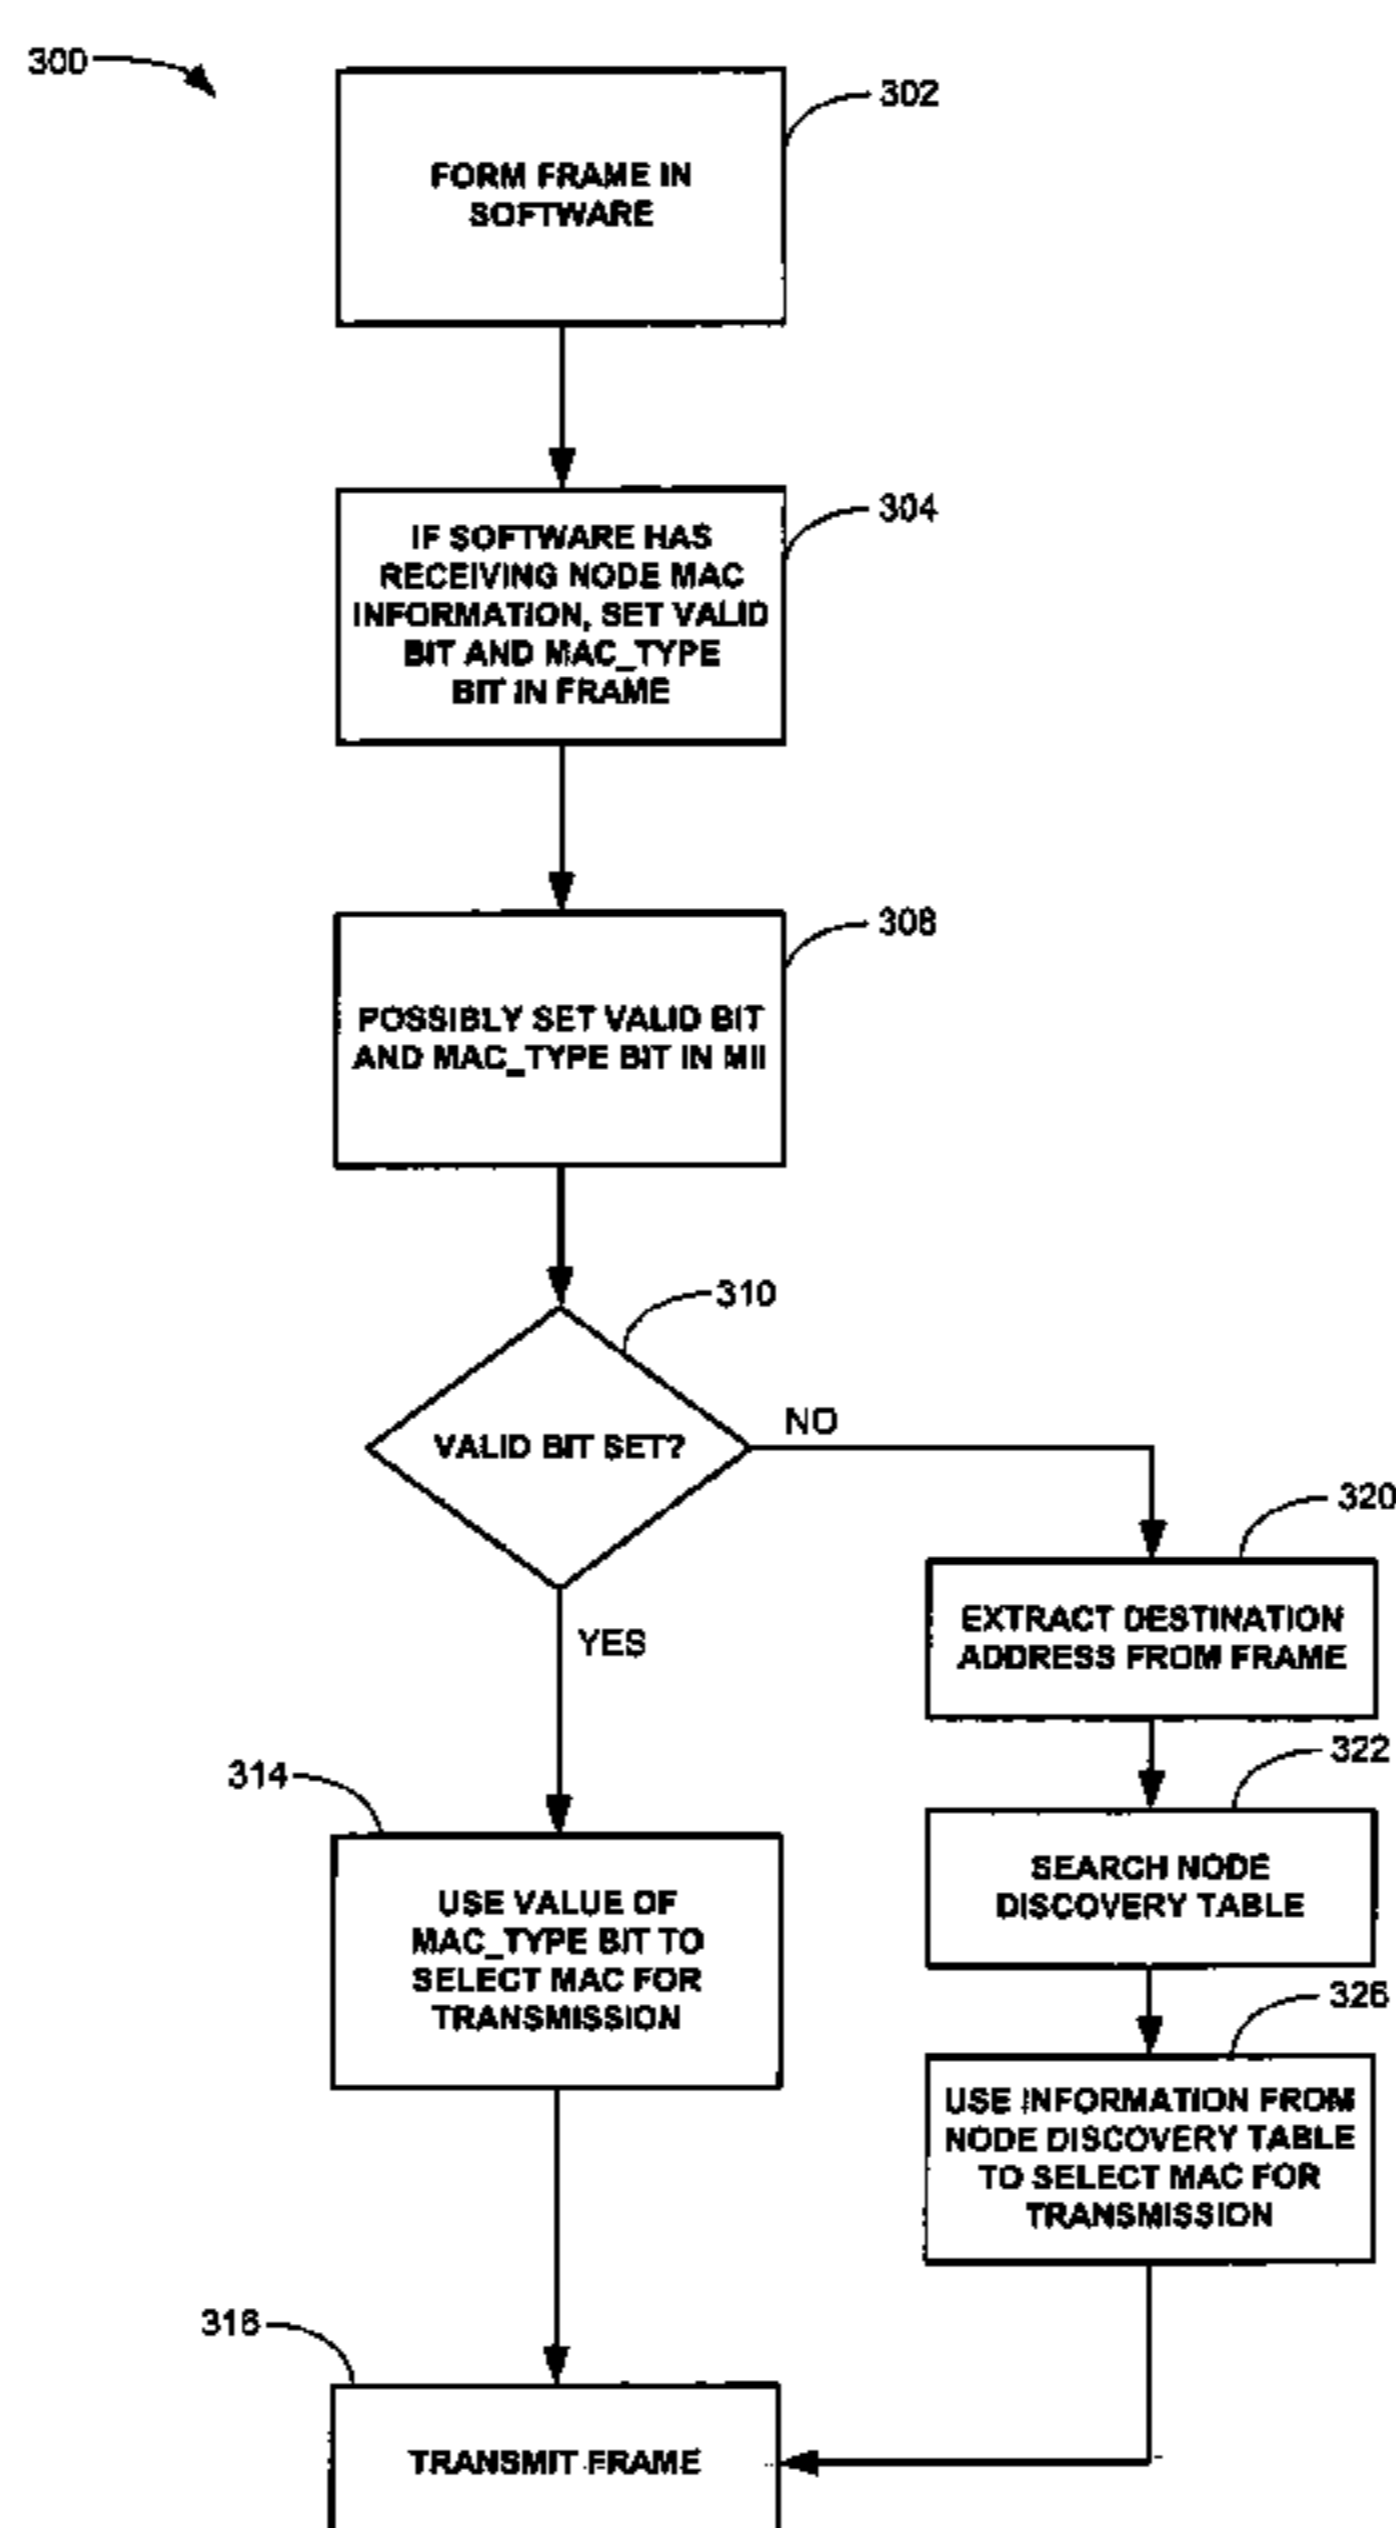 300
302
FORM FRAME IN
SOFTWARE
304
IF SOFTWARE HAS
RECEIVING NODE MAC
INFORMATION, SET VALID
BIT AND MAC_TYPE
BIT IN FRAME
308
POSSIBLY SET VALID BIT
AND MAC_TYPE BIT IN MII
310
VALID BIT SET?
NO
YES
320
EXTRACT DESTINATION
ADDRESS FROM FRAME
322
SEARCH NODE
DISCOVERY TABLE
314
USE VALUE OF
MAC_TYPE BIT TO
SELECT MAC FOR
TRANSMISSION
326
USE INFORMATION FROM
NODE DISCOVERY TABLE
TO SELECT MAC FOR
TRANSMISSION
316
TRANSMIT FRAME